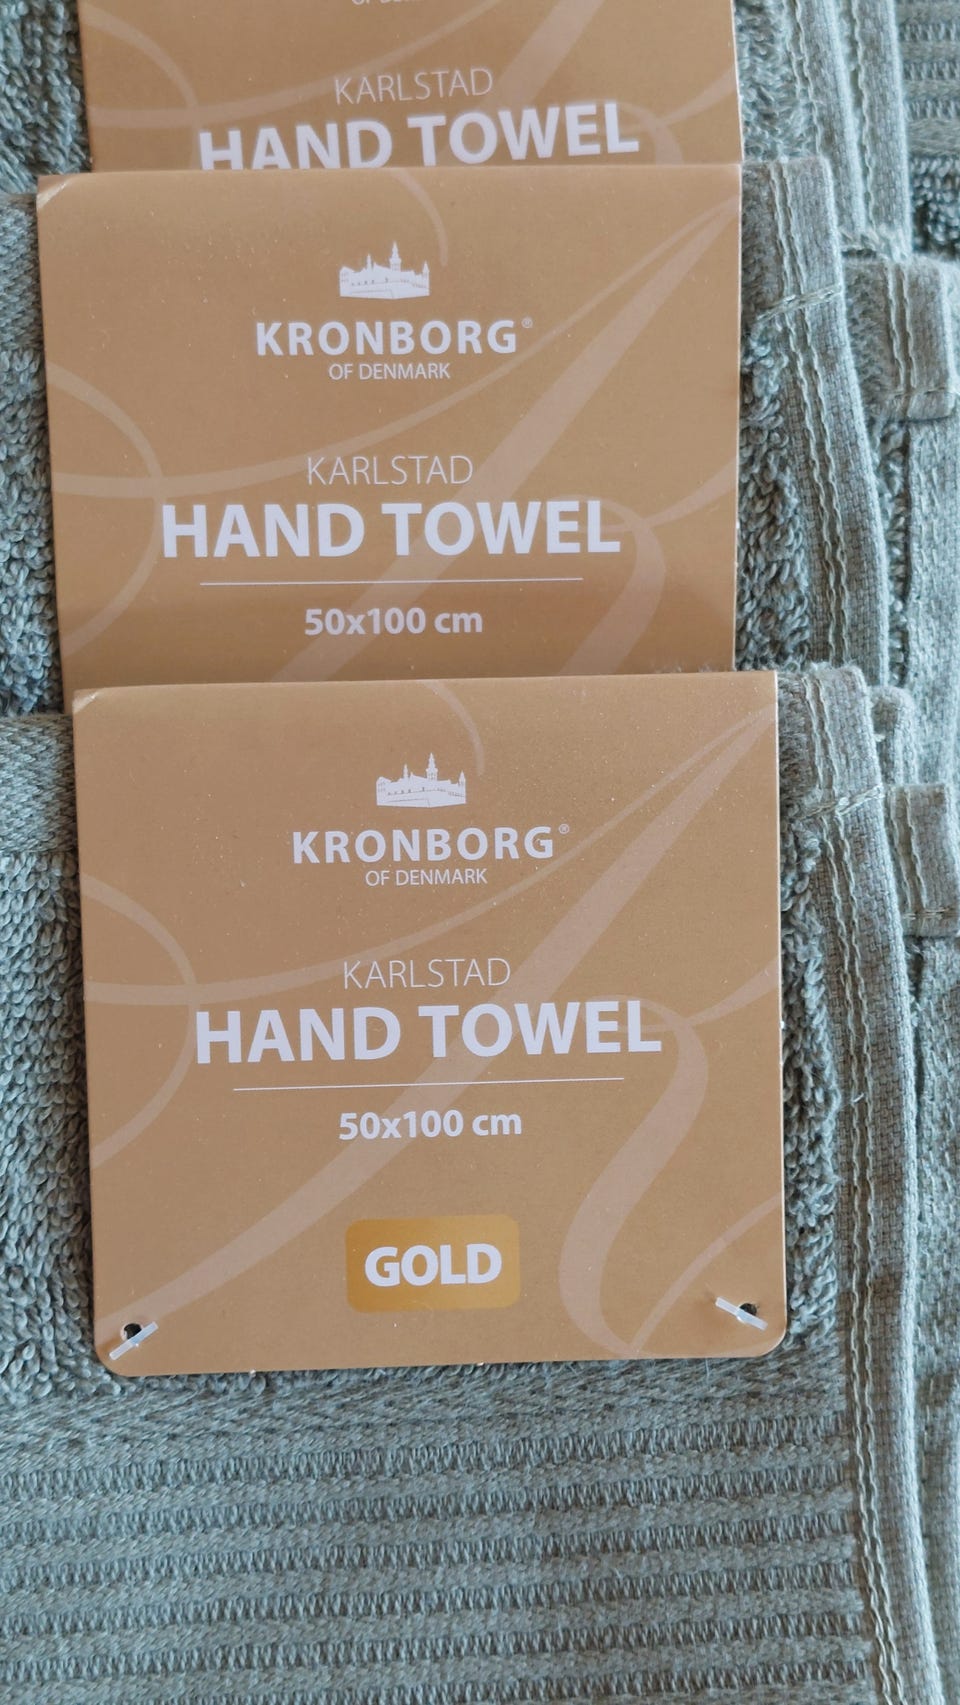 KARLSTAD
HAND TOWEL
KRONBORG®
OF DENMARK
KARLSTAD
HAND TOWEL
50x100 cm
KRONBORG®
OF DENMARK
KARLSTAD
HAND TOWEL
50x100 cm
GOLD